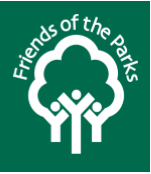 Friends of the Parks